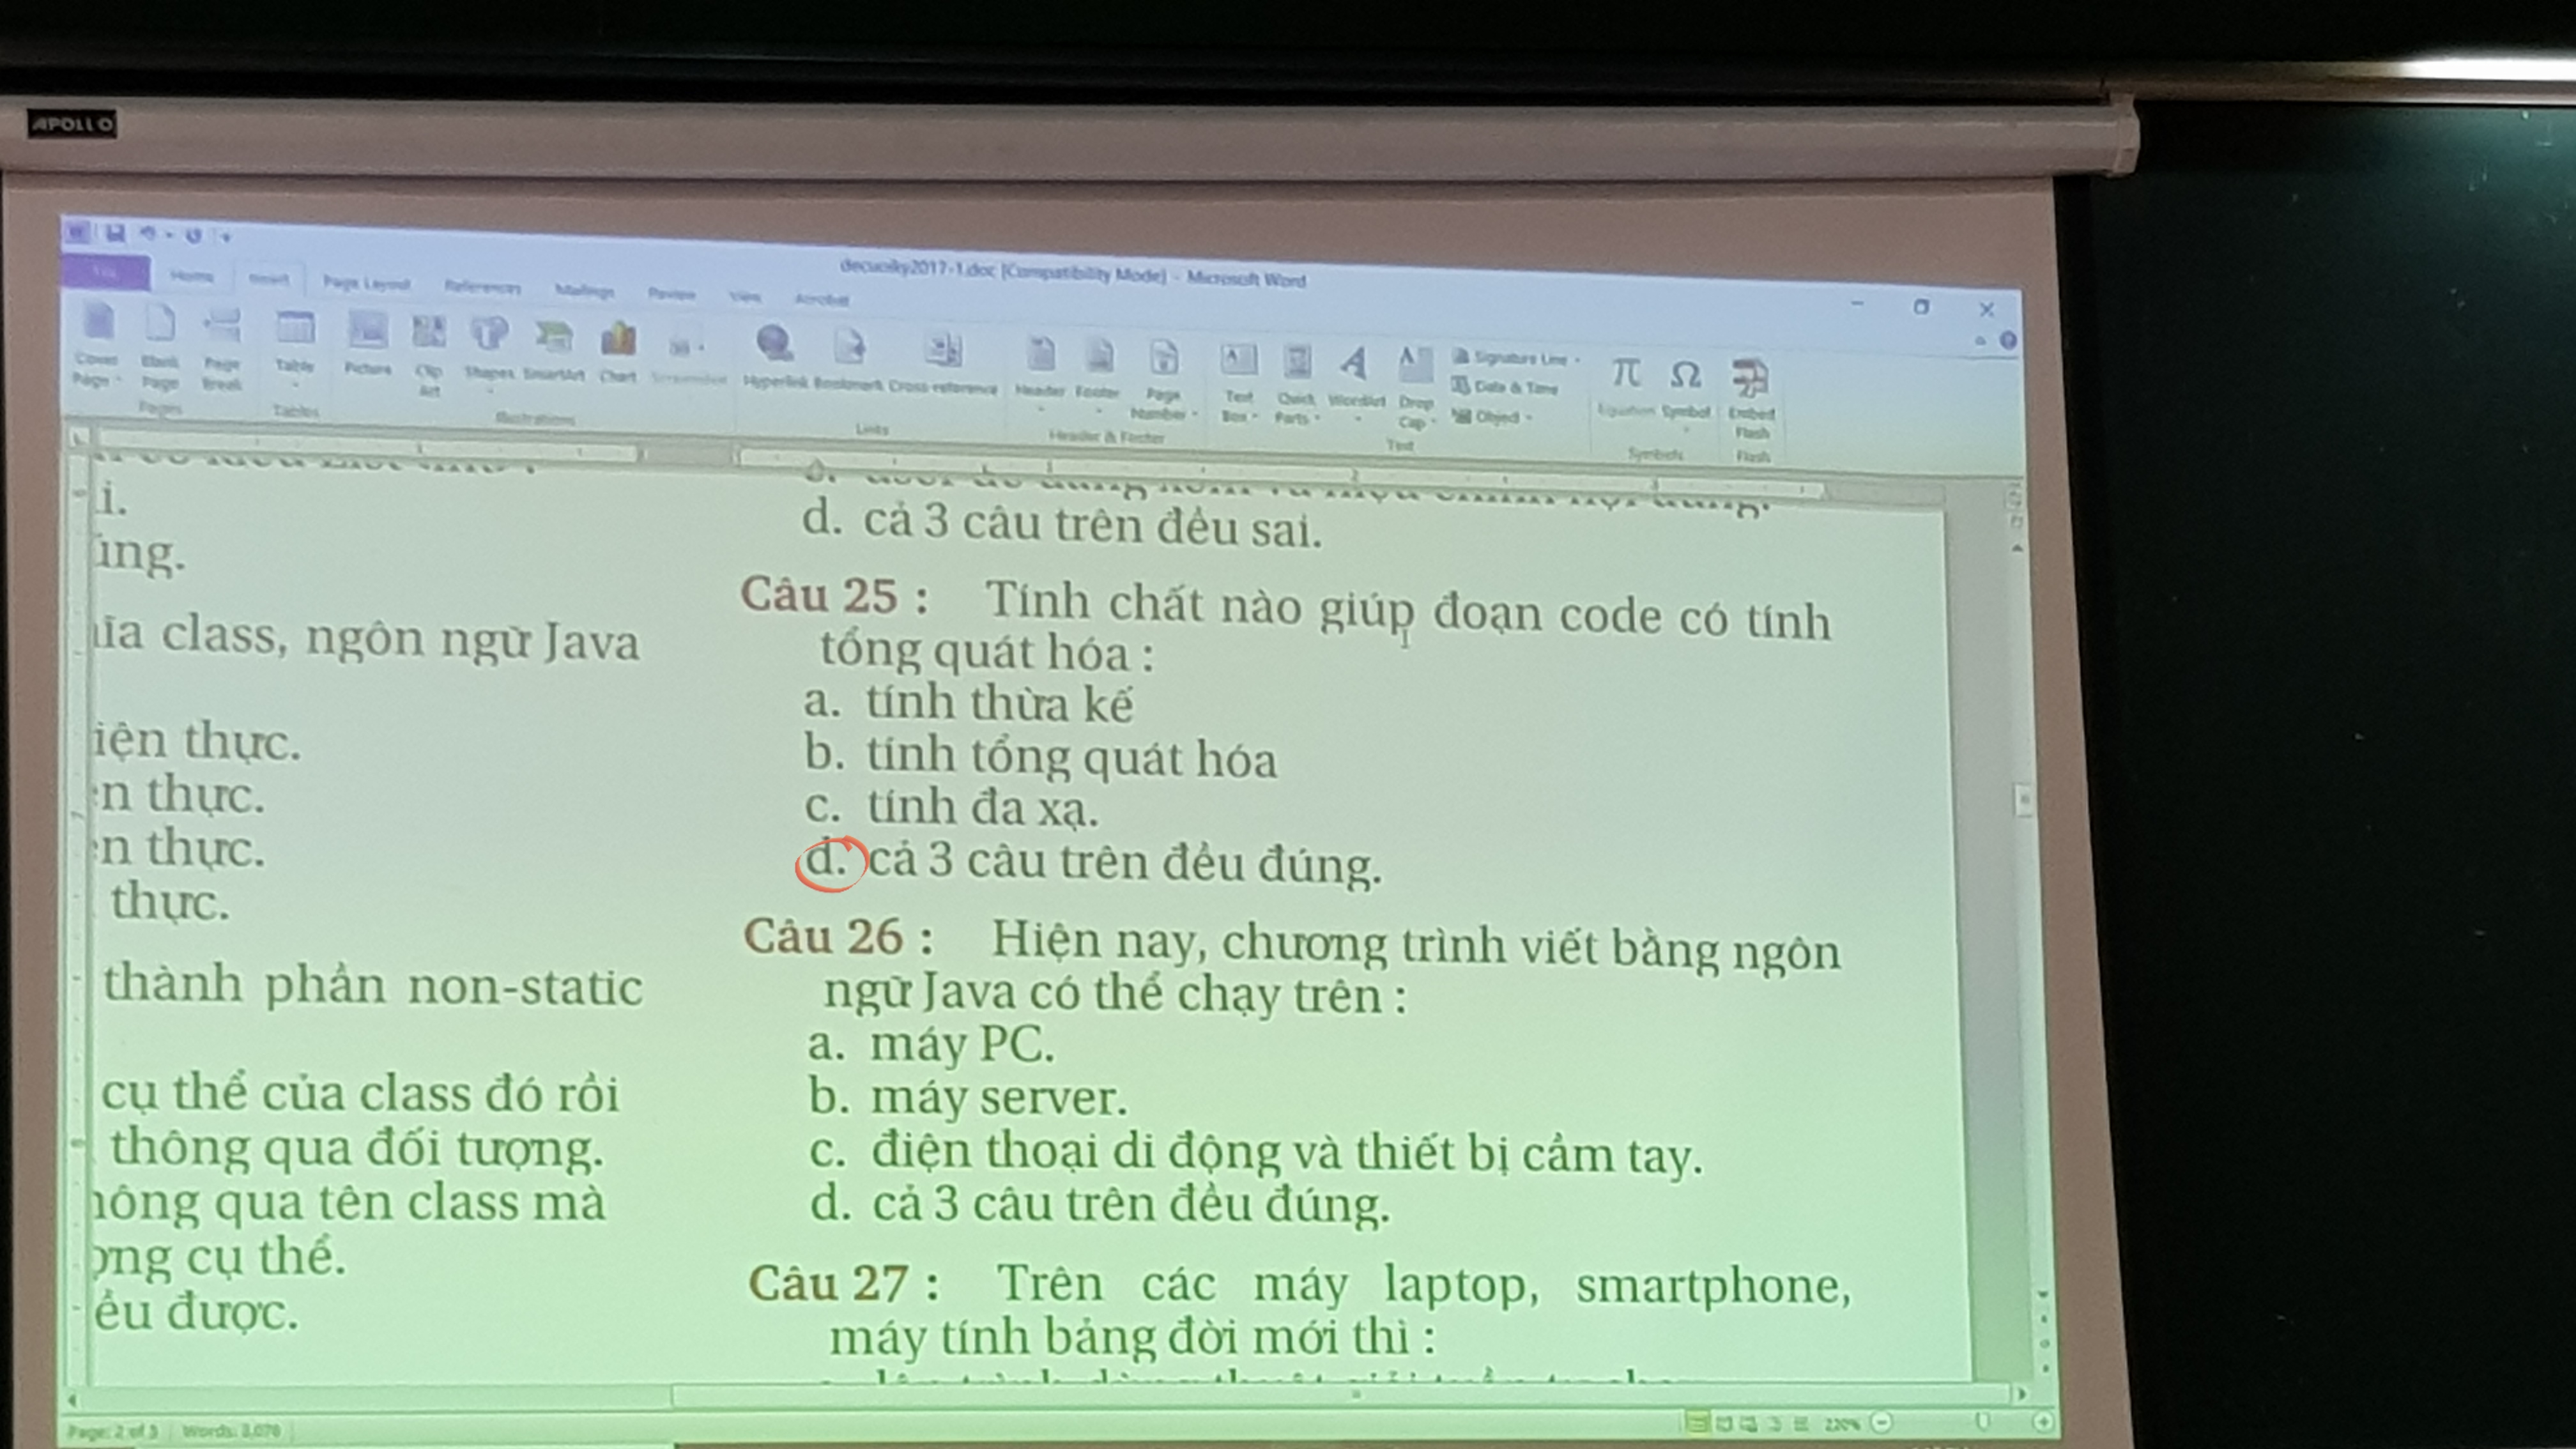 APOLLO
decuoiky2017-1.doc [Compatibility Mode] - Microsoft Word
Home Insert Page Layout References Mailings Review View Acrobat
Cover Page Blank Page Page Break Table Picture Clip Art Shapes SmartArt Chart Screenshot Hyperlink Bookmark Cross-reference Header Footer Page Number Text Box Quick Parts WordArt Drop Cap Signature Line Date & Time Object Equation Symbol Embed Flash
Pages Tables Illustrations Links Header & Footer Text Symbols Flash
i.
class, ngôn ngữ Java
thực.
thực.
thực.
thực.
thành phần non-static
cụ thể của class đó rồi
thông qua đối tượng.
qua tên class mà
cụ thể.
được.
d. cả 3 câu trên đều sai.
Câu 25 : Tính chất nào giúp đoạn code có tính
tổng quát hóa :
a. tính thừa kế
b. tính tổng quát hóa
c. tính đa xạ.
d. cả 3 câu trên đều đúng.
Câu 26 : Hiện nay, chương trình viết bằng ngôn
ngữ Java có thể chạy trên :
a. máy PC.
b. máy server.
c. điện thoại di động và thiết bị cầm tay.
d. cả 3 câu trên đều đúng.
Câu 27 : Trên các máy laptop, smartphone,
máy tính bảng đời mới thì :
Page: 2 of 5 Words: 3,070
220%